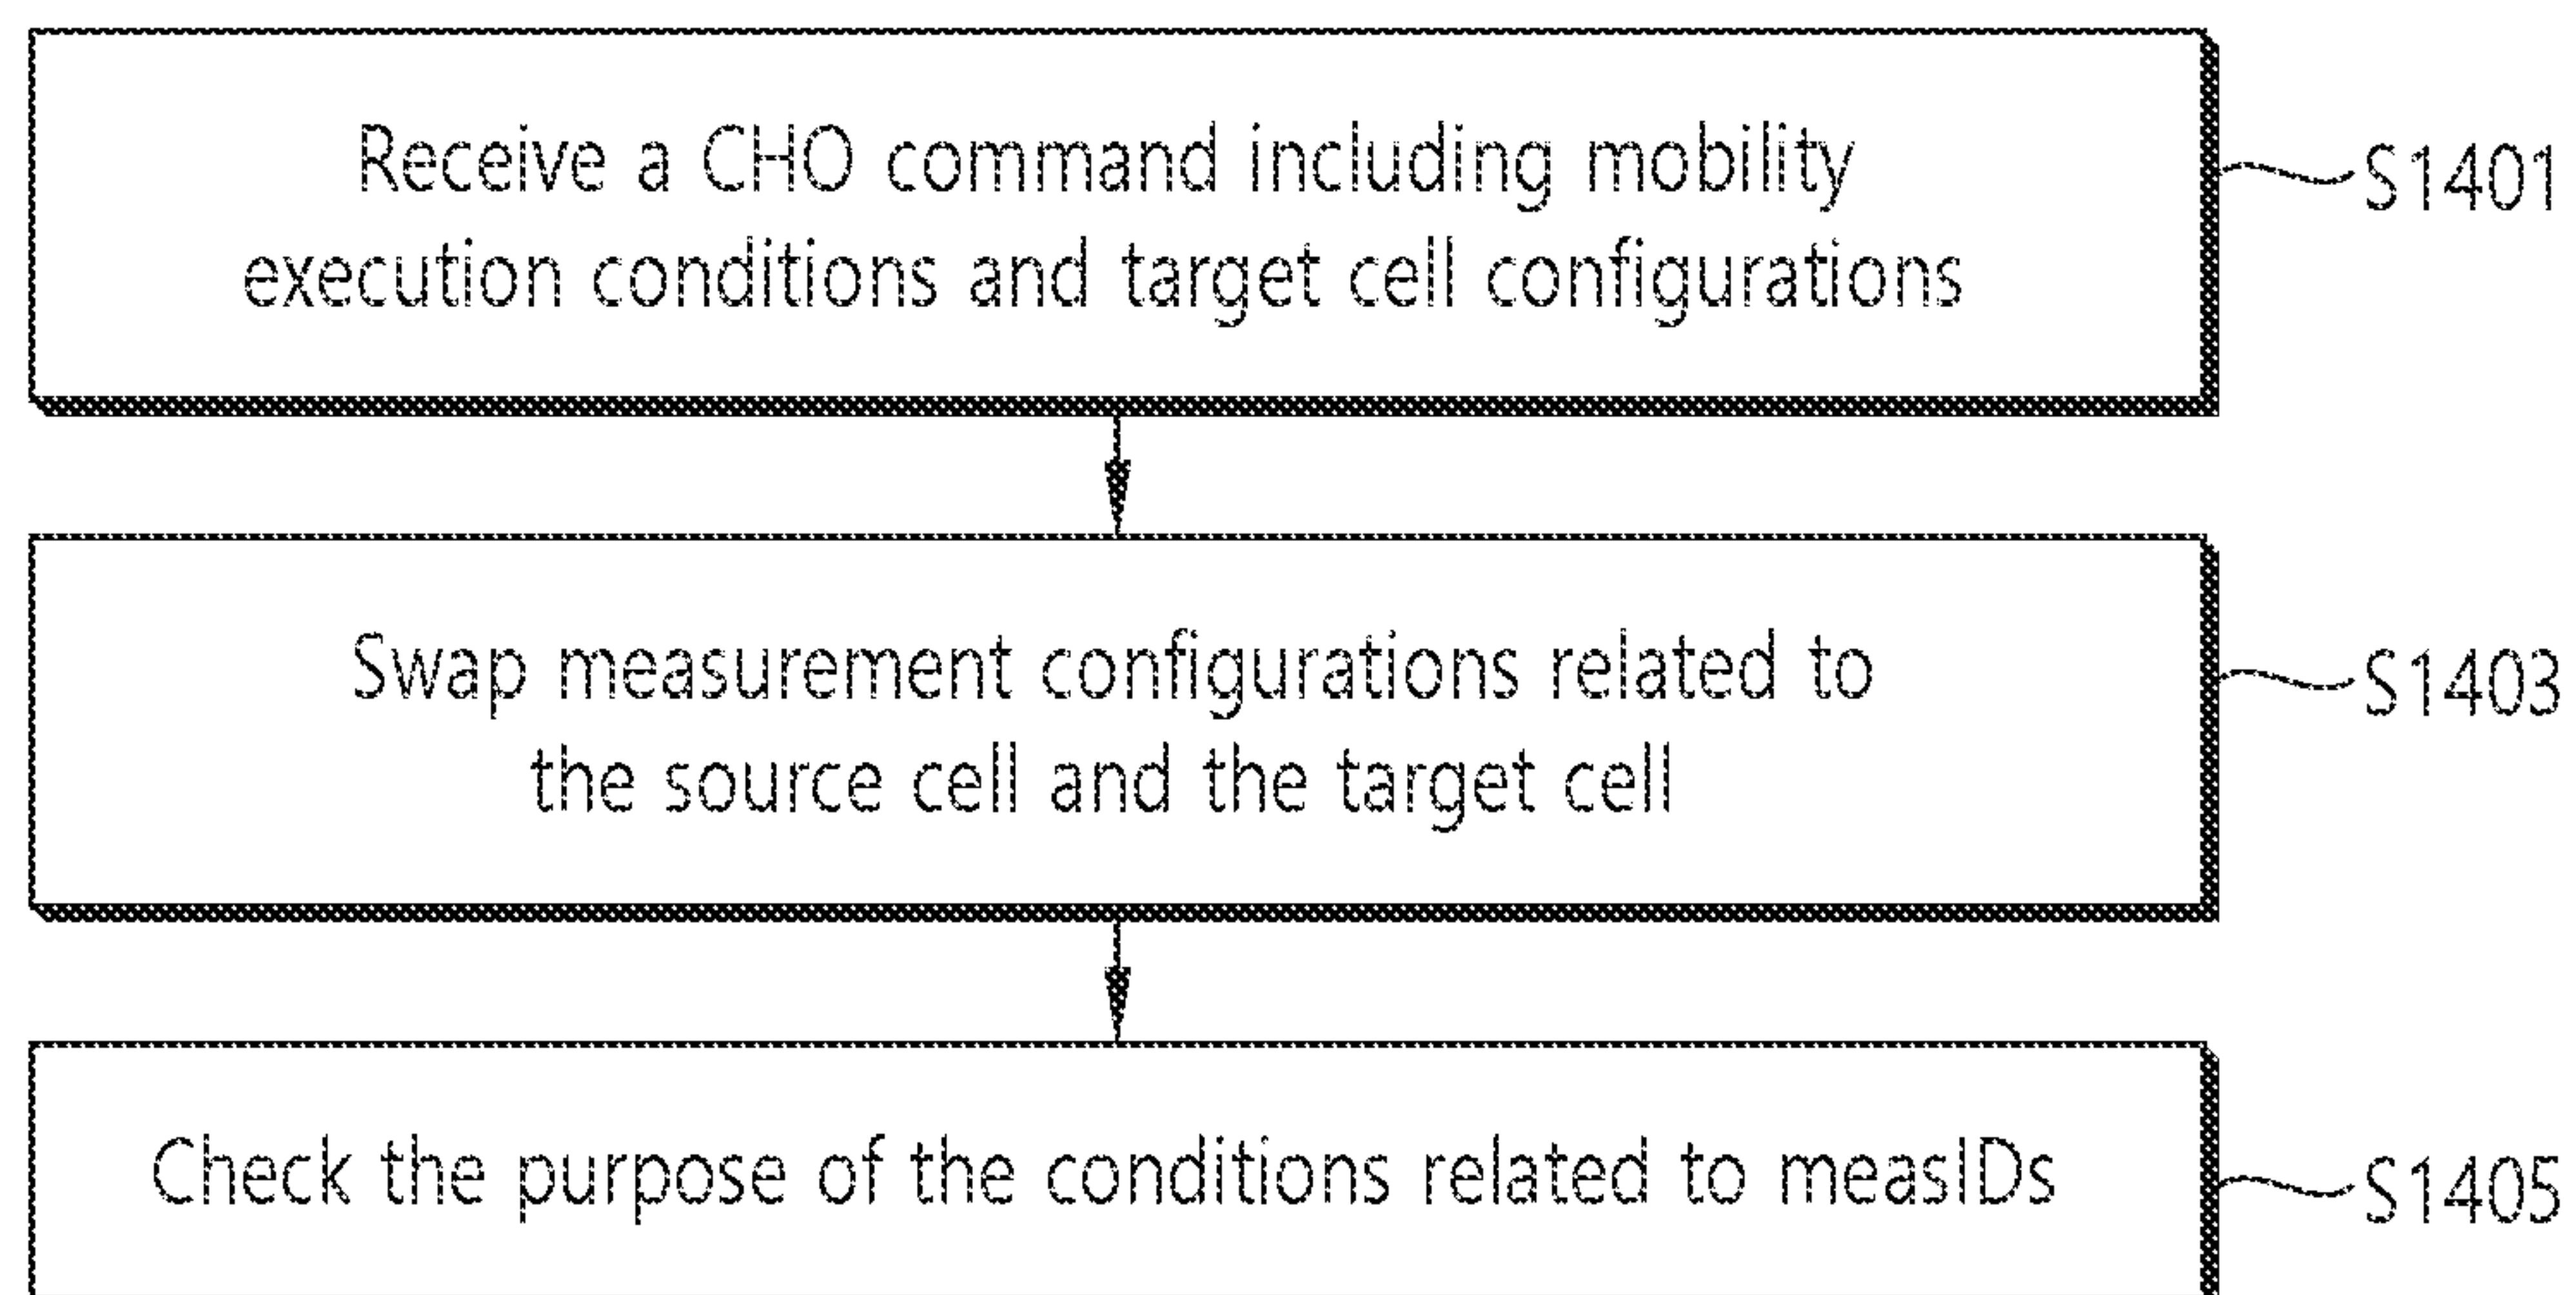 Receive a CHO command including mobility
execution conditions and target cell configurations
S1401
Swap measurement configurations related to
the source cell and the target cell
S1403
Check the purpose of the conditions related to measIDs
S1405